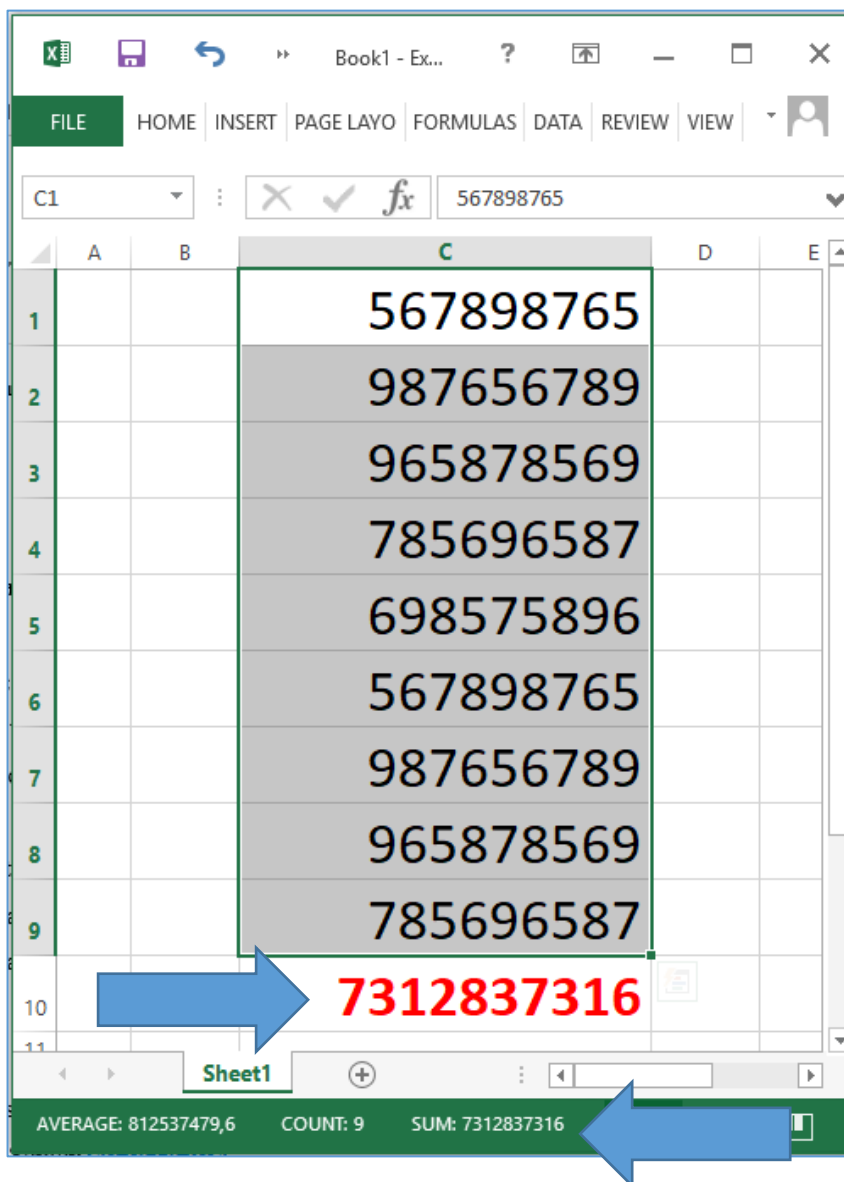 Book1 - Ex... ?
FILE HOME INSERT PAGE LAYO FORMULAS DATA REVIEW VIEW
C1 fx 567898765
A B C D E
1 567898765
2 987656789
3 965878569
4 785696587
5 698575896
6 567898765
7 987656789
8 965878569
9 785696587
10 7312837316
11
Sheet1
AVERAGE: 812537479,6 COUNT: 9 SUM: 7312837316